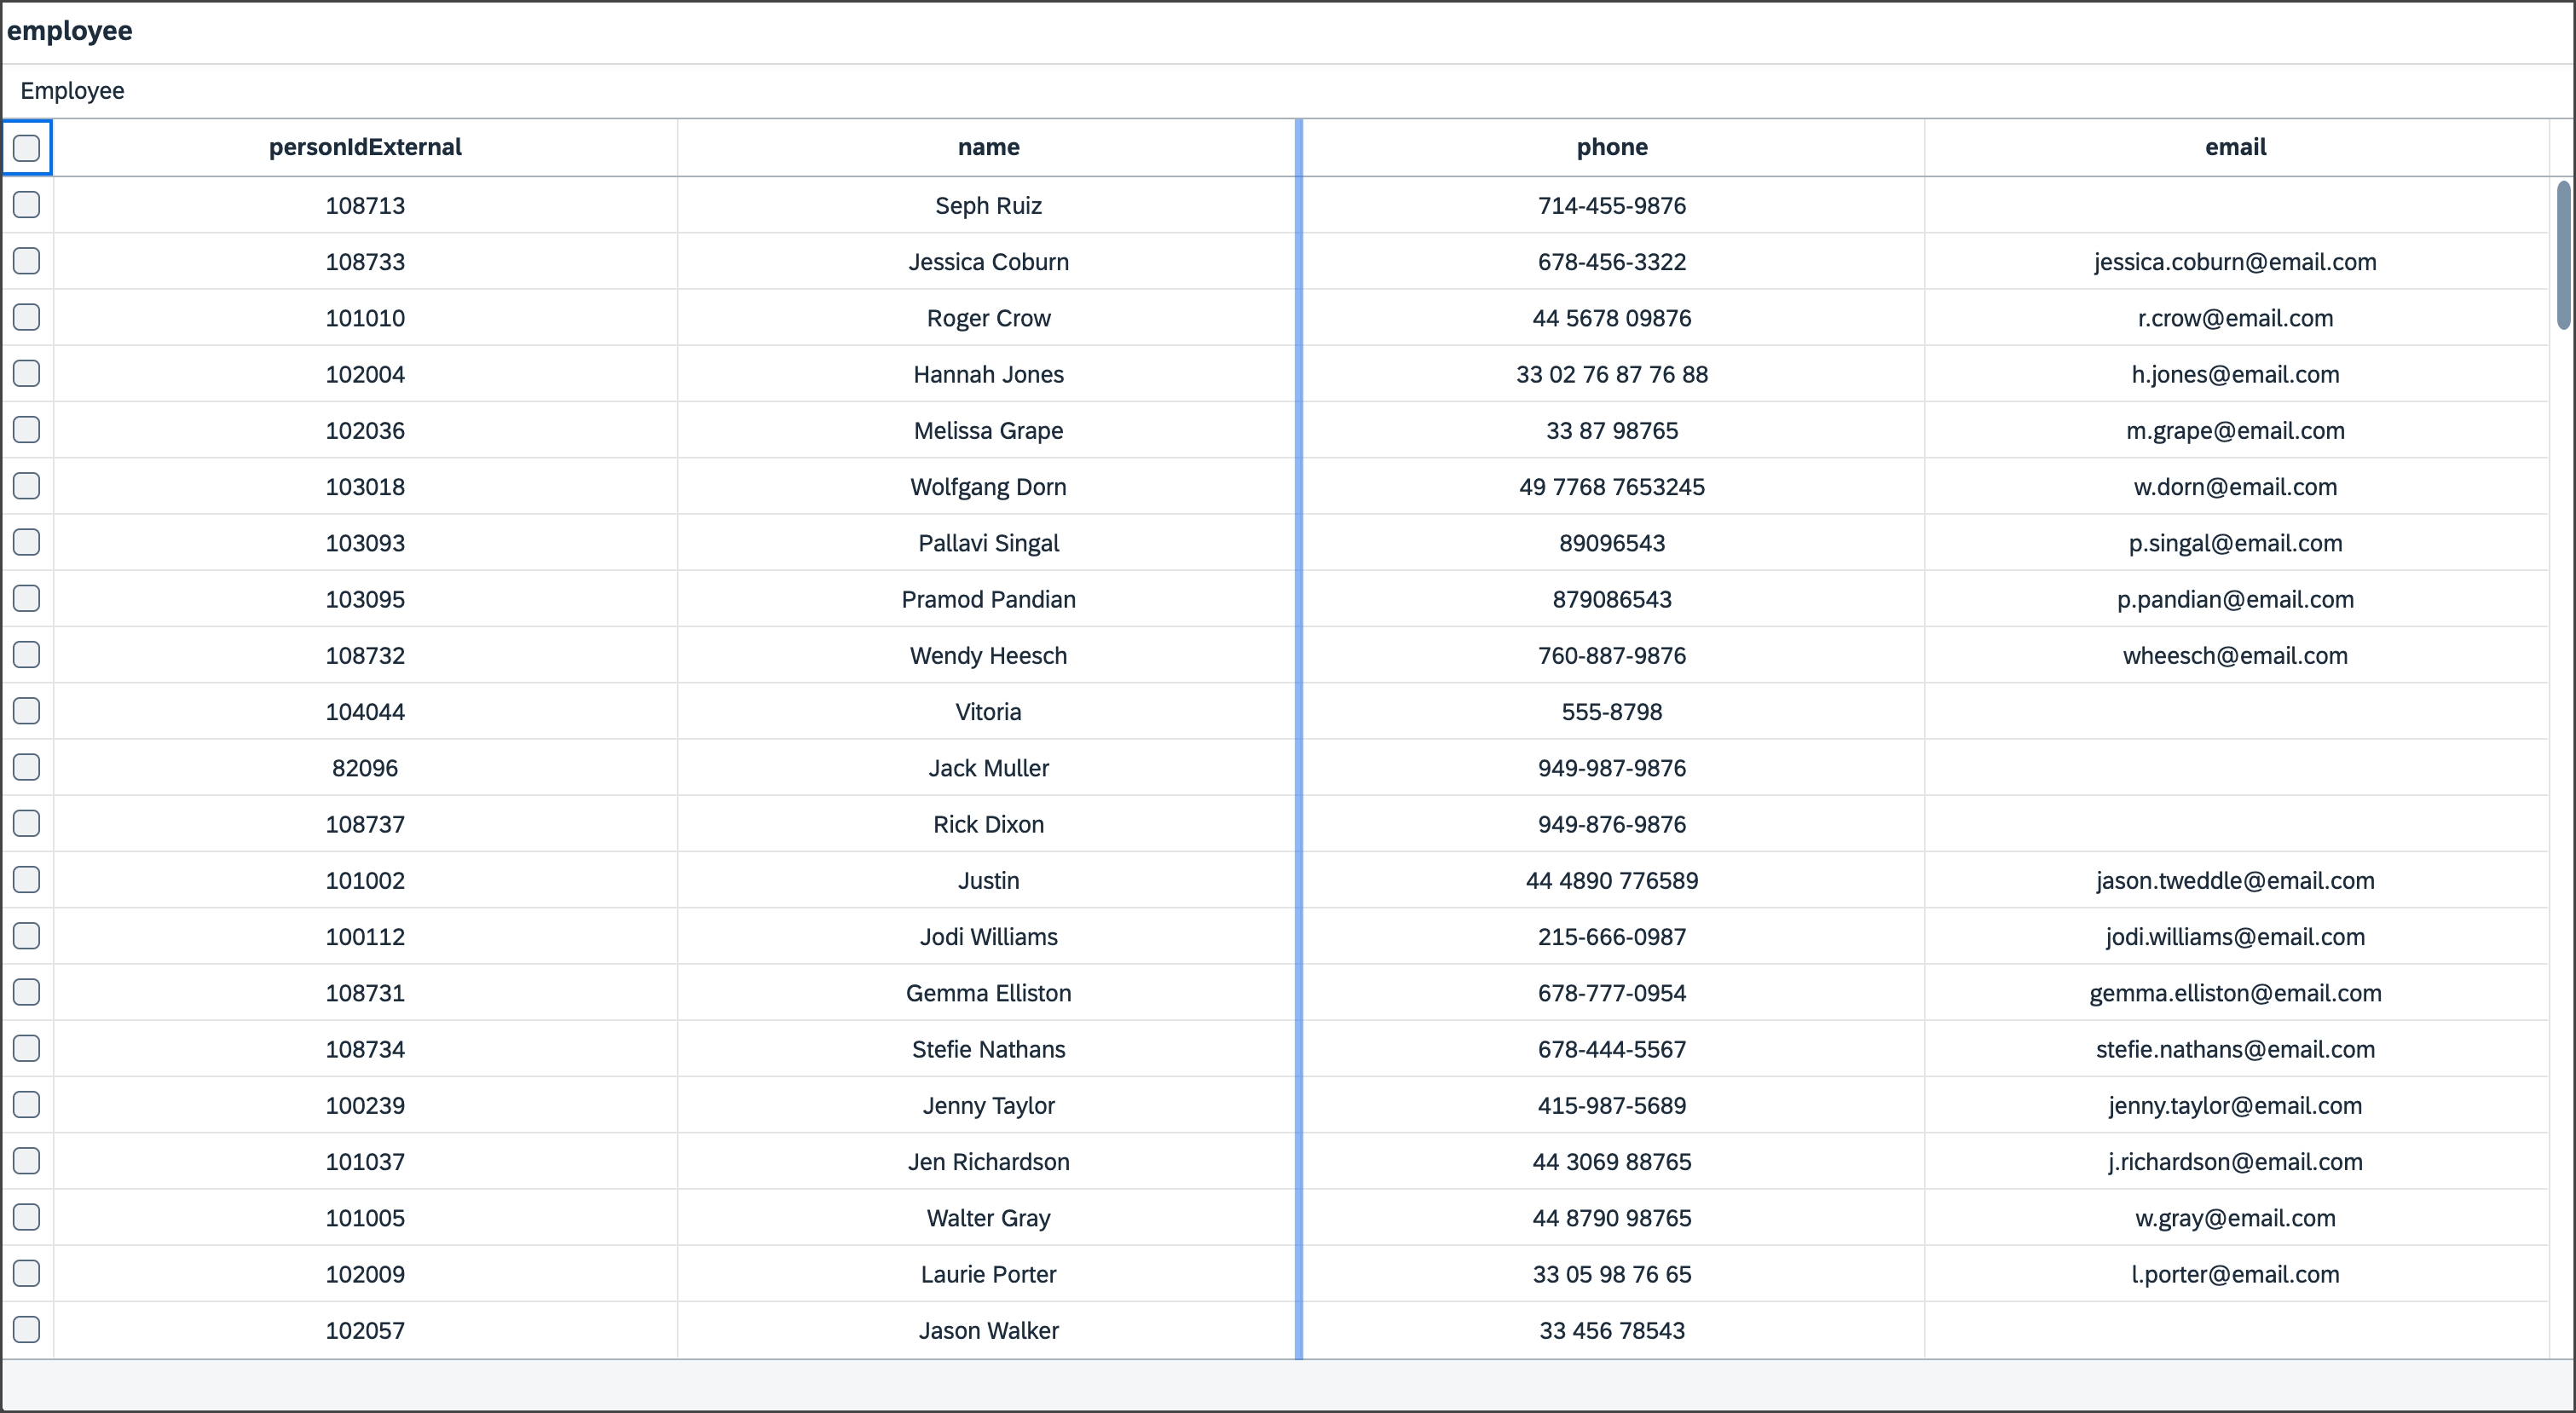 employee
Employee
personIdExternal name phone email
108713 Seph Ruiz 714-455-9876
108733 Jessica Coburn 678-456-3322 jessica.coburn@email.com
101010 Roger Crow 44 5678 09876 r.crow@email.com
102004 Hannah Jones 33 02 76 87 76 88 h.jones@email.com
102036 Melissa Grape 33 87 98765 m.grape@email.com
103018 Wolfgang Dorn 49 7768 7653245 w.dorn@email.com
103093 Pallavi Singal 89096543 p.singal@email.com
103095 Pramod Pandian 879086543 p.pandian@email.com
108732 Wendy Heesch 760-887-9876 wheesch@email.com
104044 Vitoria 555-8798
82096 Jack Muller 949-987-9876
108737 Rick Dixon 949-876-9876
101002 Justin 44 4890 776589 jason.tweddle@email.com
100112 Jodi Williams 215-666-0987 jodi.williams@email.com
108731 Gemma Elliston 678-777-0954 gemma.elliston@email.com
108734 Stefie Nathans 678-444-5567 stefie.nathans@email.com
100239 Jenny Taylor 415-987-5689 jenny.taylor@email.com
101037 Jen Richardson 44 3069 88765 j.richardson@email.com
101005 Walter Gray 44 8790 98765 w.gray@email.com
102009 Laurie Porter 33 05 98 76 65 l.porter@email.com
102057 Jason Walker 33 456 78543